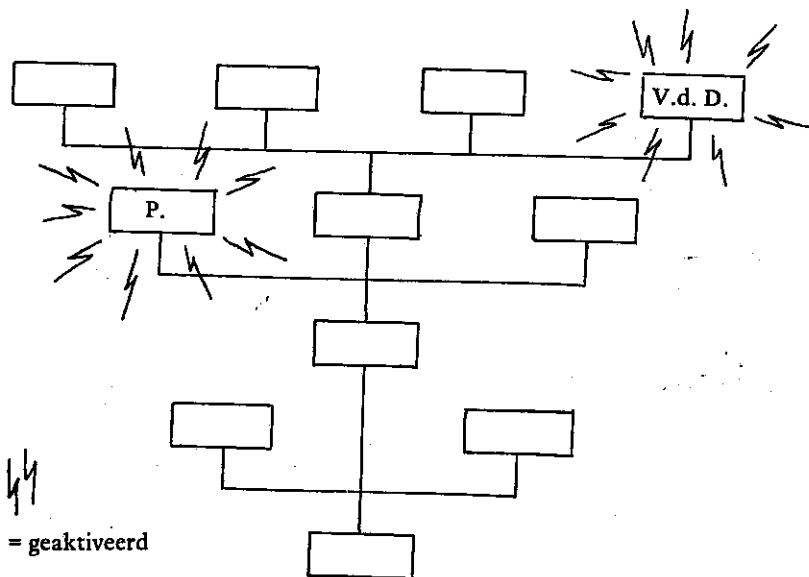 V.d. D.
P.
= geaktiveerd